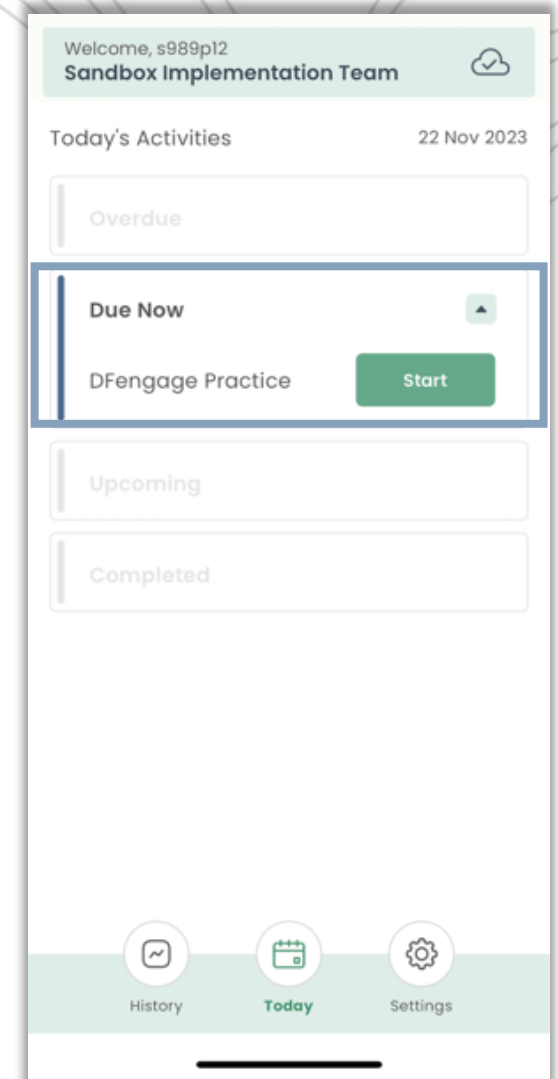 Welcome, s989p12
Sandbox Implementation Team
Today's Activities 22 Nov 2023
Overdue
Due Now
DFengage Practice Start
Upcoming
Completed
History Today Settings